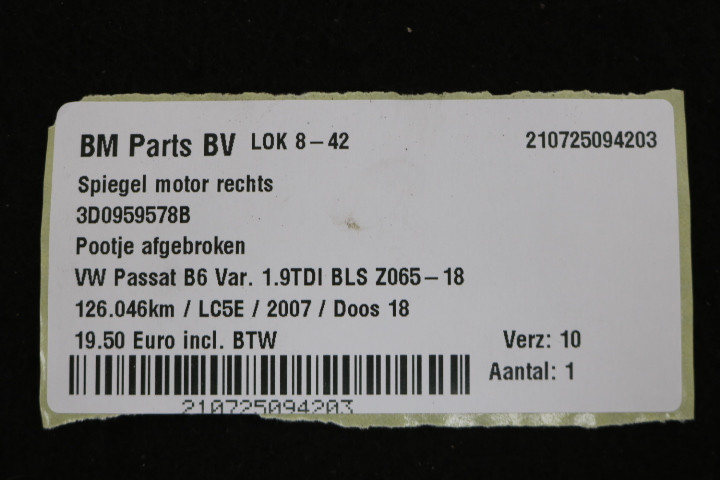 BM Parts BV LOK 8-42 210725094203
Spiegel motor rechts
3D0959578B
Pootje afgebroken
VW Passat B6 Var. 1.9TDI BLS Z065-18
126.046km / LC5E / 2007 / Doos 18
19.50 Euro incl. BTW Verz: 10
Aantal: 1
210725094203